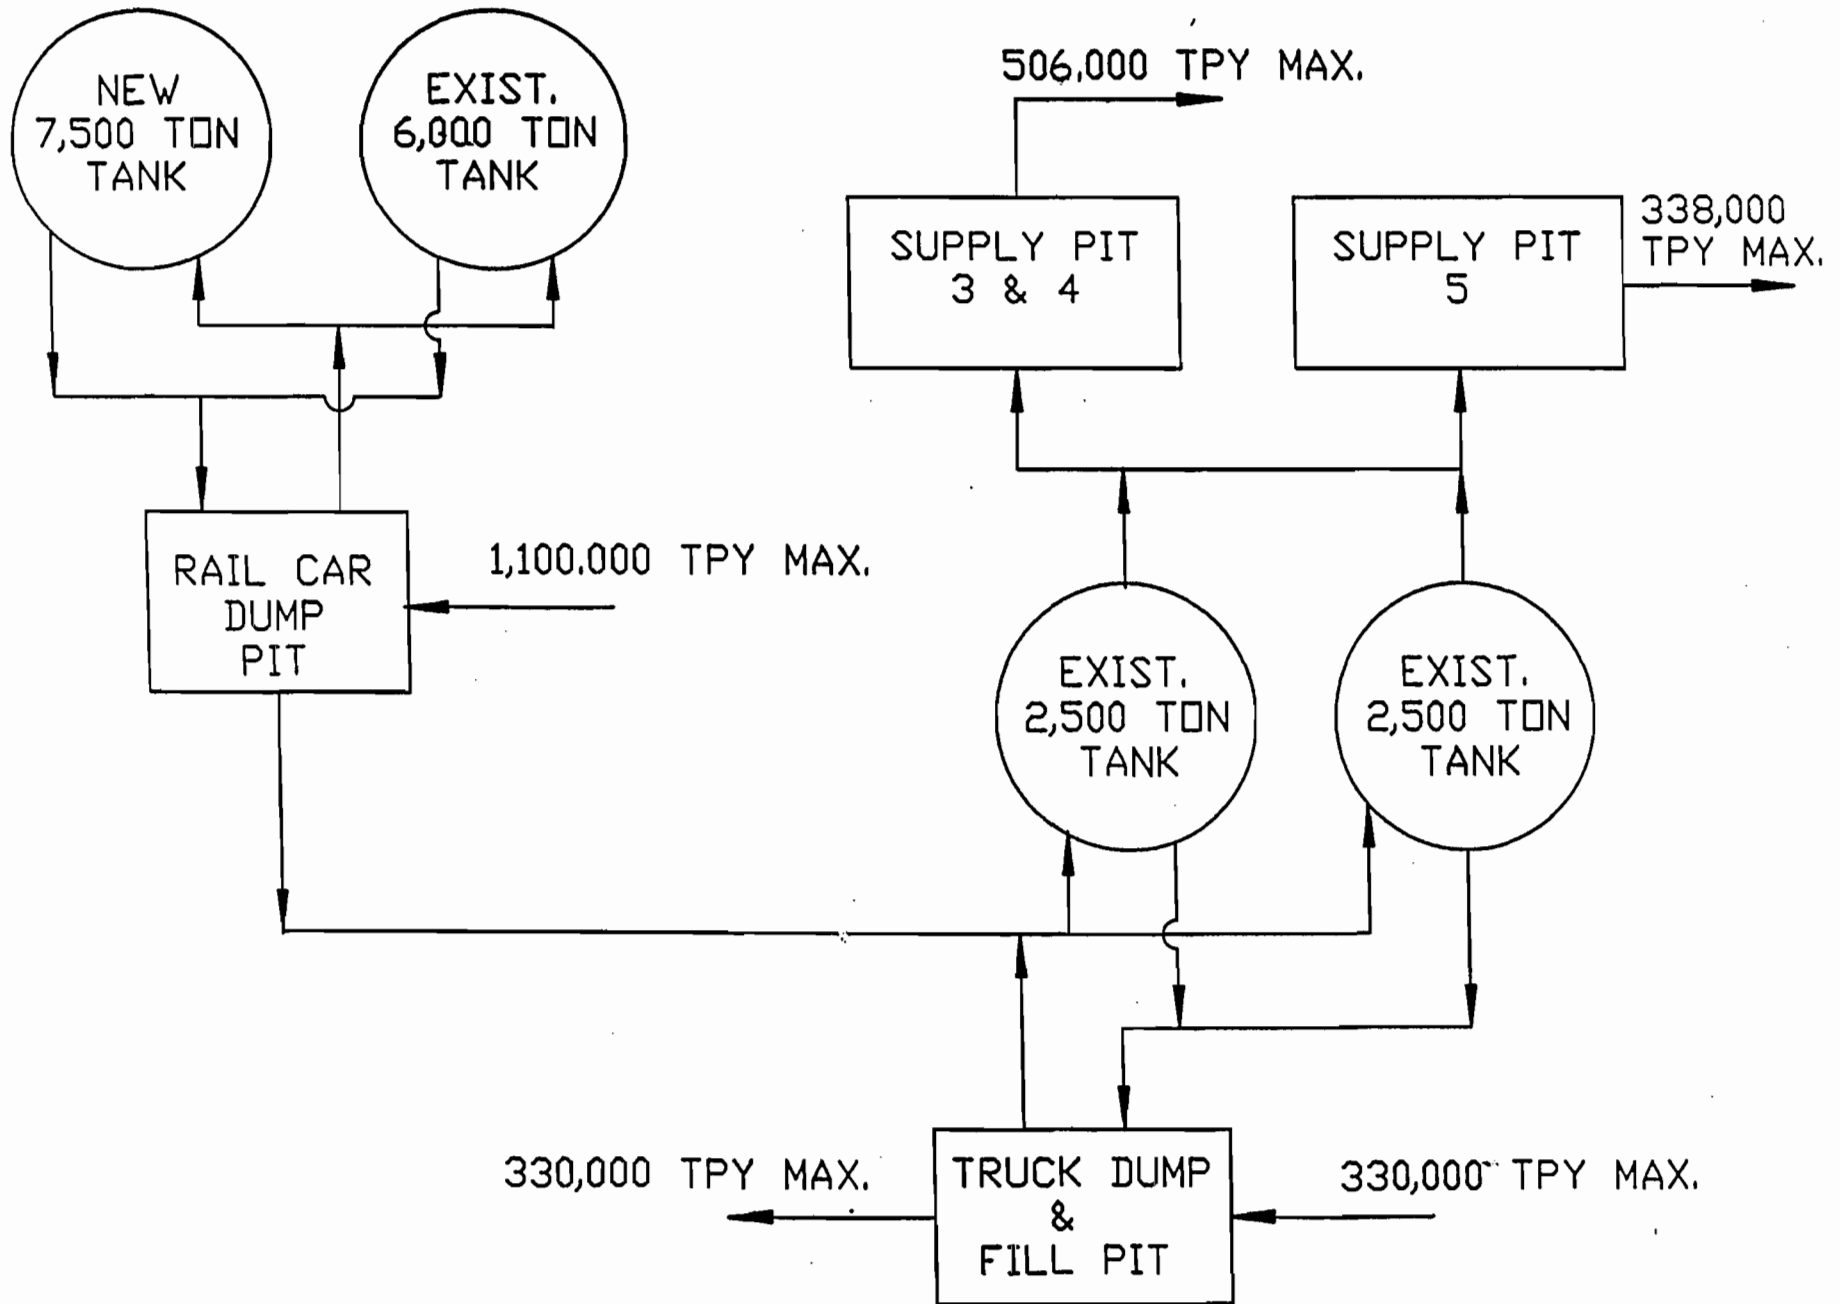 NEW
7,500 TON
TANK
EXIST.
6,000 TON
TANK
506,000 TPY MAX.
SUPPLY PIT
3 & 4
SUPPLY PIT
5
338,000
TPY MAX.
RAIL CAR
DUMP
PIT
1,100.000 TPY MAX.
EXIST.
2,500 TON
TANK
EXIST.
2,500 TON
TANK
330,000 TPY MAX.
TRUCK DUMP
&
FILL PIT
330,000 TPY MAX.